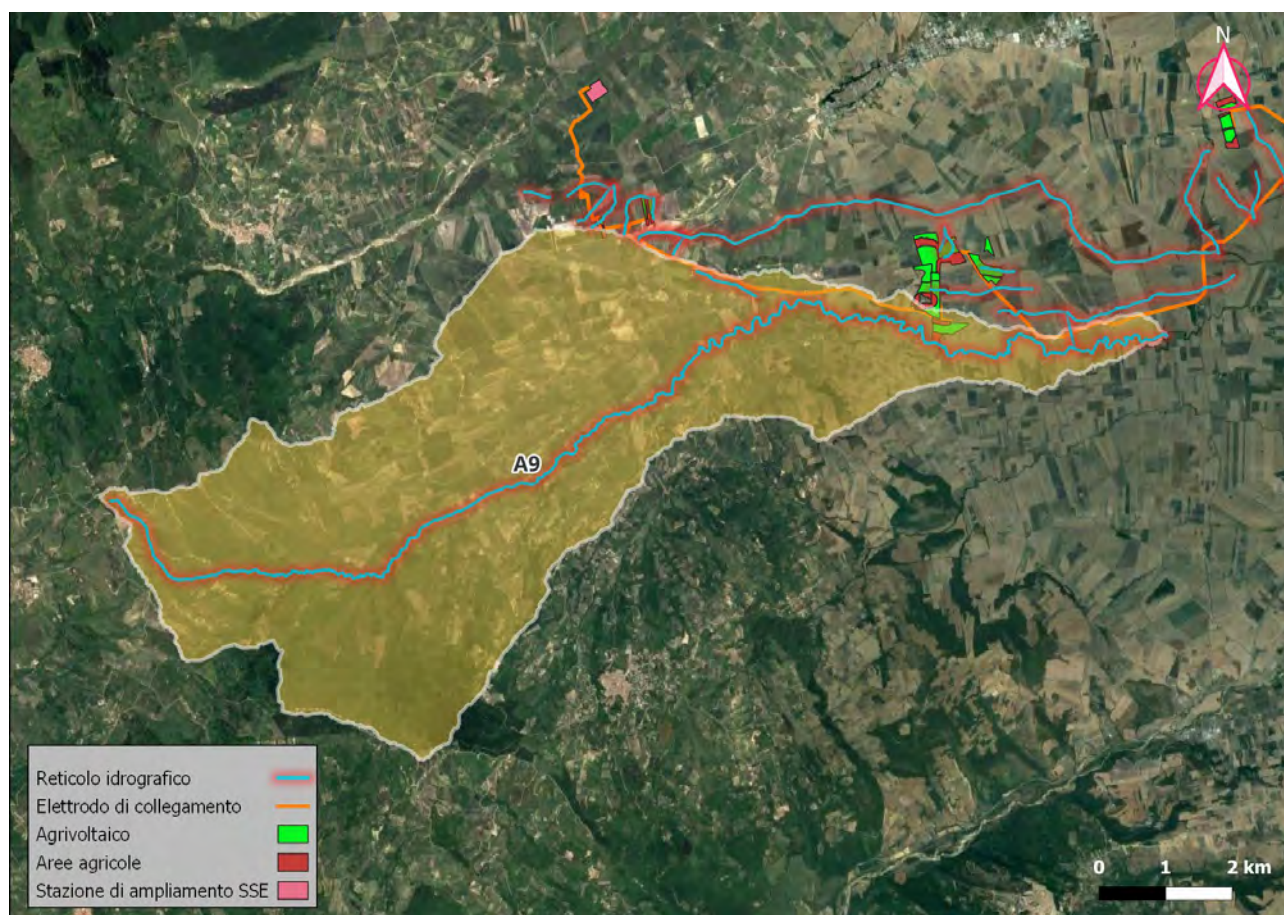 N
A9
Reticolo idrografico
Elettrodo di collegamento
Agrivoltaico
Aree agricole
Stazione di ampliamento SSE
0 1 2 km